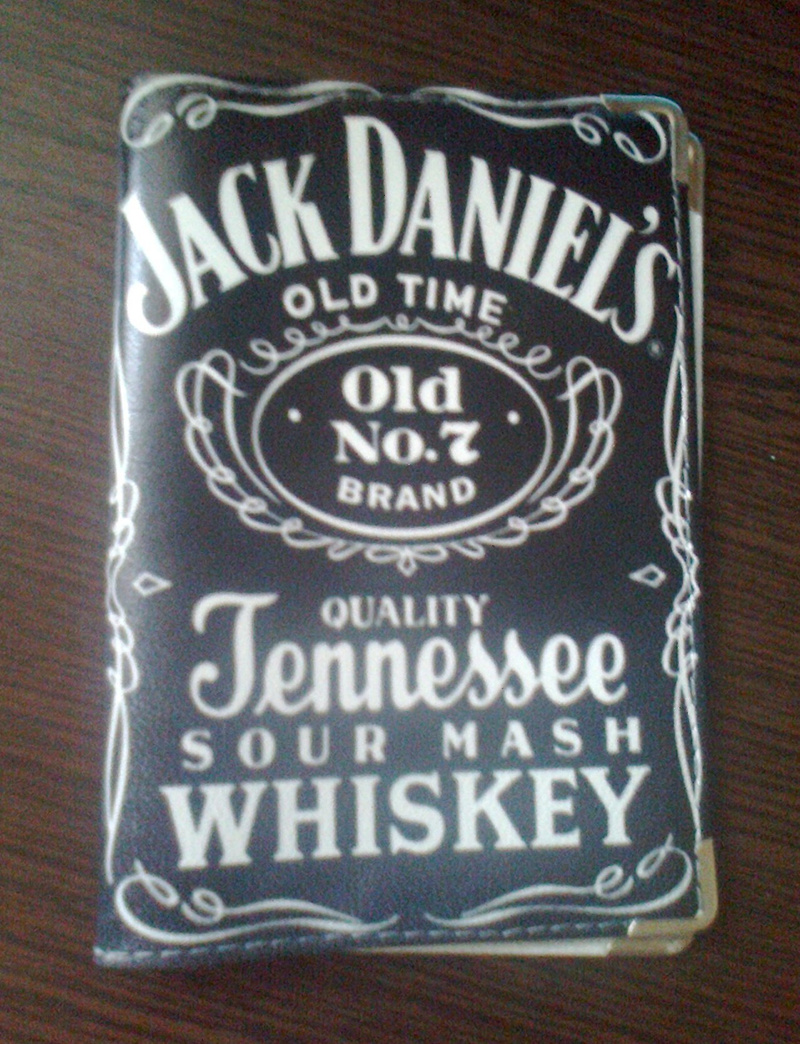 JACK DANIEL'S®
OLD TIME
Old
No.7
BRAND
QUALITY
Tennessee
SOUR MASH
WHISKEY